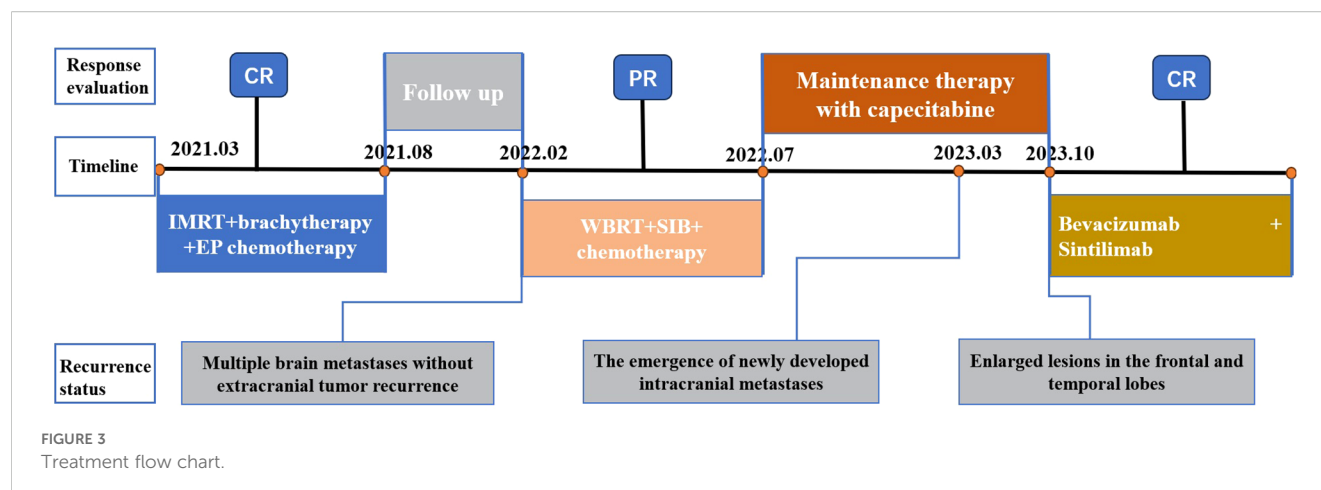 Response
evaluation
CR
Follow up
PR
Maintenance therapy
with capecitabine
CR
Timeline
2021.03
2021.08
2022.02
2022.07
2023.03
2023.10
IMRT+brachytherapy
+EP chemotherapy
WBRT+SIB+
chemotherapy
Bevacizumab +
Sintilimab
Recurrence
status
Multiple brain metastases without
extracranial tumor recurrence
The emergence of newly developed
intracranial metastases
Enlarged lesions in the frontal and
temporal lobes
FIGURE 3
Treatment flow chart.